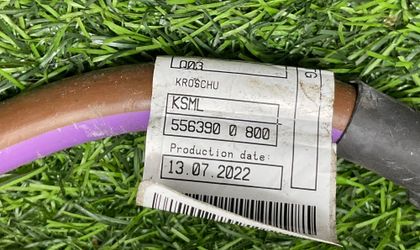 003
KROSCHU
KSML
556390 0 800
Production date:
13.07.2022